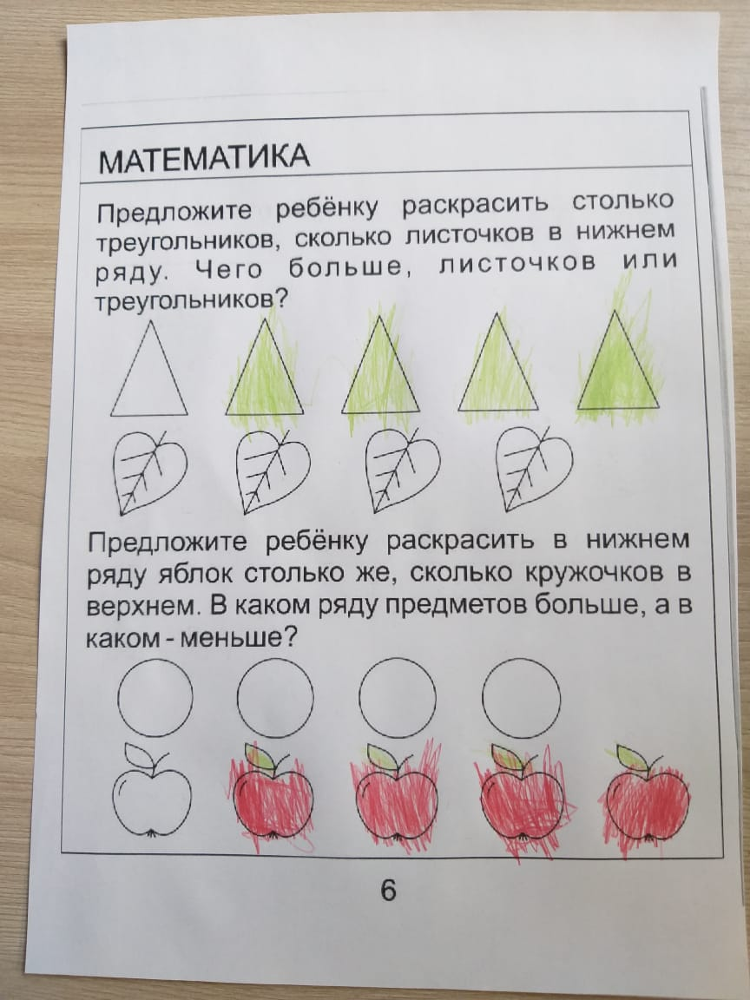 МАТЕМАТИКА
Предложите ребёнку раскрасить столько
треугольников, сколько листочков в нижнем
ряду. Чего больше, листочков или
треугольников?
Предложите ребёнку раскрасить в нижнем
ряду яблок столько же, сколько кружочков в
верхнем. В каком ряду предметов больше, а в
каком - меньше?
6